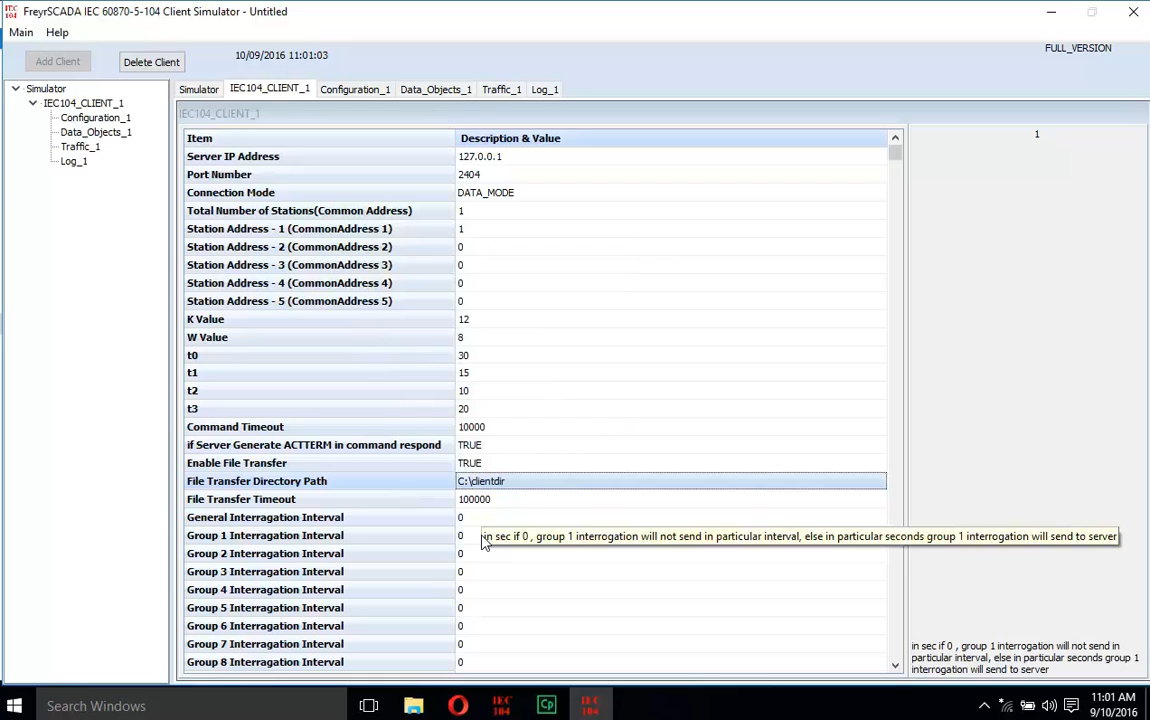 IEC 104 FreyrSCADA IEC 60870-5-104 Client Simulator - Untitled
Main Help
Add Client Delete Client 10/09/2016 11:01:03 FULL_VERSION
Simulator
IEC104_CLIENT_1
Configuration_1
Data_Objects_1
Traffic_1
Log_1
Simulator IEC104_CLIENT_1 Configuration_1 Data_Objects_1 Traffic_1 Log_1
IEC104_CLIENT_1
Item Description & Value
Server IP Address 127.0.0.1
Port Number 2404
Connection Mode DATA_MODE
Total Number of Stations(Common Address) 1
Station Address - 1 (CommonAddress 1) 1
Station Address - 2 (CommonAddress 2) 0
Station Address - 3 (CommonAddress 3) 0
Station Address - 4 (CommonAddress 4) 0
Station Address - 5 (CommonAddress 5) 0
K Value 12
W Value 8
t0 30
t1 15
t2 10
t3 20
Command Timeout 10000
if Server Generate ACTTERM in command respond TRUE
Enable File Transfer TRUE
File Transfer Directory Path C:\clientdir
File Transfer Timeout 100000
General Interragation Interval 0
Group 1 Interragation Interval 0 in sec if 0 , group 1 interrogation will not send in particular interval, else in particular seconds group 1 interrogation will send to server
Group 2 Interragation Interval 0
Group 3 Interragation Interval 0
Group 4 Interragation Interval 0
Group 5 Interragation Interval 0
Group 6 Interragation Interval 0
Group 7 Interragation Interval 0
Group 8 Interragation Interval 0
1
in sec if 0 , group 1 interrogation will not send in
particular interval, else in particular seconds group 1
interrogation will send to server
Search Windows IEC 104 Cp IEC 104 11:01 AM
9/10/2016